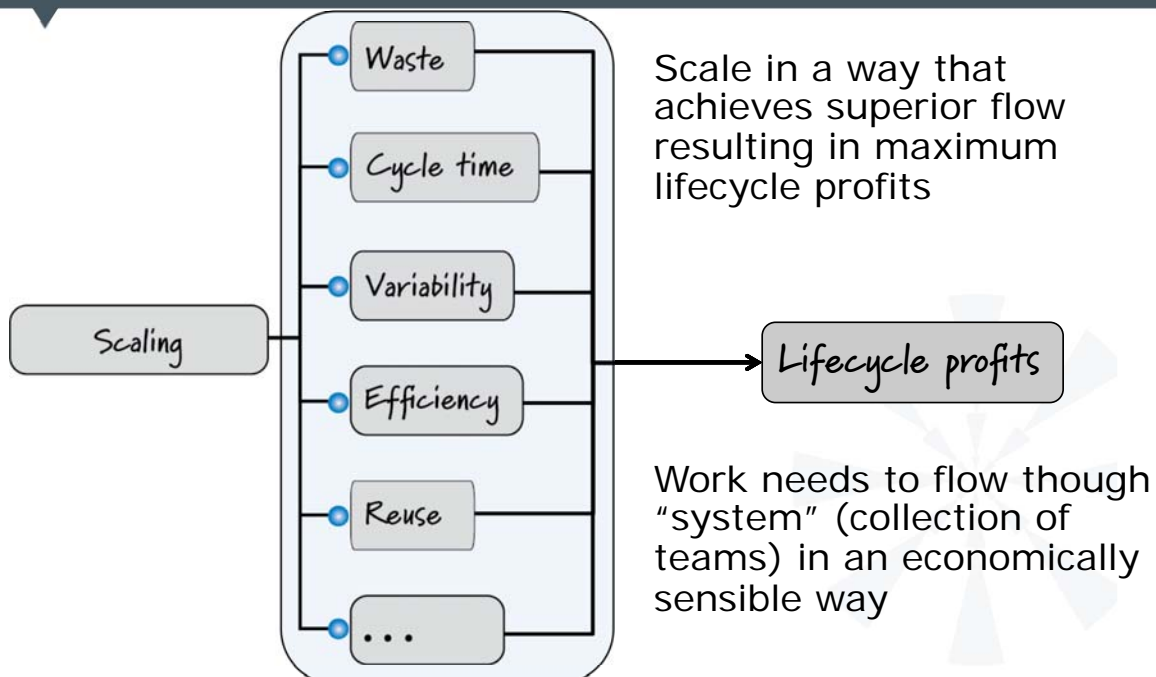 Waste
Cycle time
Variability
Scaling
Efficiency
Reuse
...
Scale in a way that
achieves superior flow
resulting in maximum
lifecycle profits
Lifecycle profits
Work needs to flow though
“system” (collection of
teams) in an economically
sensible way